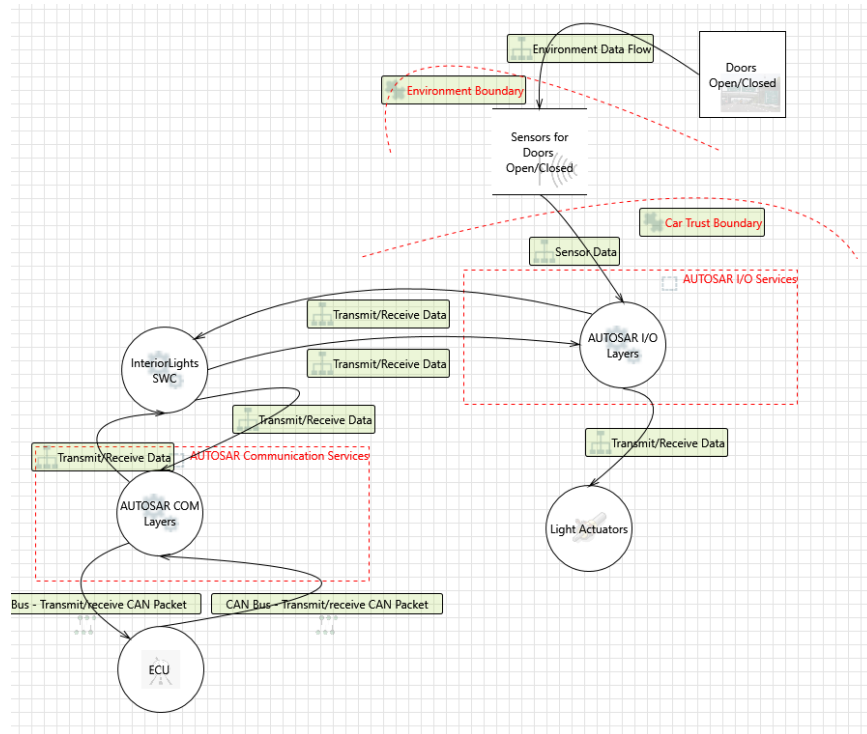 Environment Data Flow
Doors
Open/Closed
Environment Boundary
Sensors for
Doors
Open/Closed
Car Trust Boundary
Sensor Data
AUTOSAR I/O Services
Transmit/Receive Data
AUTOSAR I/O
Layers
Transmit/Receive Data
InteriorLights
SWC
Transmit/Receive Data
Transmit/Receive Data
Transmit/Receive Data
AUTOSAR Communication Services
AUTOSAR COM
Layers
Light Actuators
Bus - Transmit/receive CAN Packet
CAN Bus - Transmit/receive CAN Packet
ECU